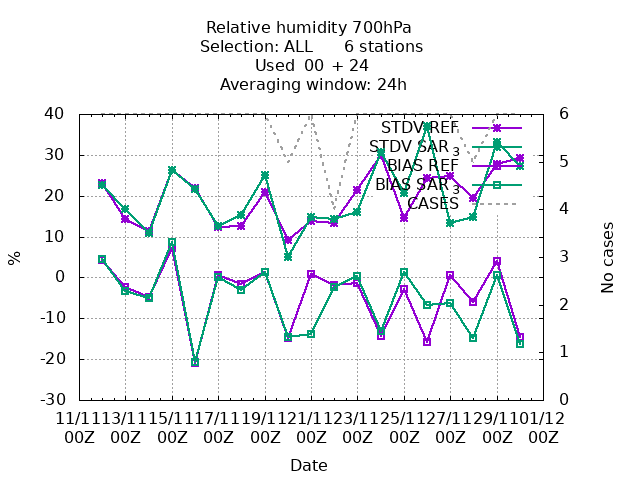 Relative humidity 700hPa
Selection: ALL 6 stations
Used 00 + 24
Averaging window: 24h
40
30
20
10
0
-10
-20
-30
%
6
5
4
3
2
1
0
No cases
STDV REF
STDV SAR 3
BIAS REF
BIAS SAR 3
CASES
11/11 13/11 15/11 17/11 19/11 21/11 23/11 25/11 27/11 29/11 01/12
00Z 00Z 00Z 00Z 00Z 00Z 00Z 00Z 00Z 00Z 00Z
Date